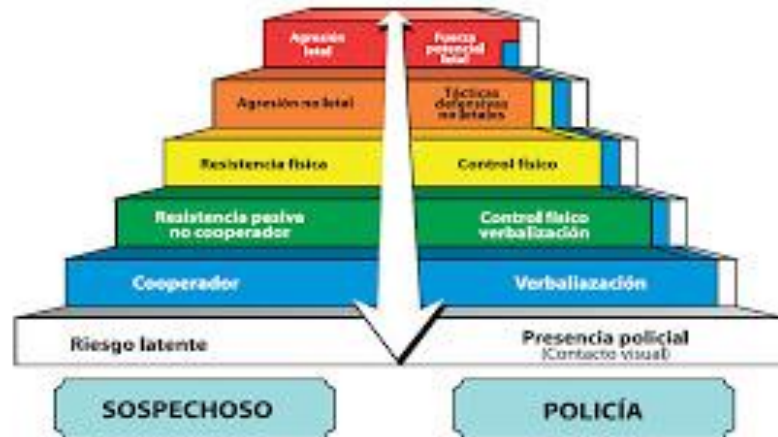 Agresión
letal
Fuerza
potencial
letal
Agresión no letal
Tácticas
defensivas
no letales
Resistencia física
Control físico
Resistencia pasiva
no cooperador
Control físico
verbalización
Cooperador
Verbaliazación
Riesgo latente
Presencia policial
(Contacto visual)
SOSPECHOSO
POLICÍA